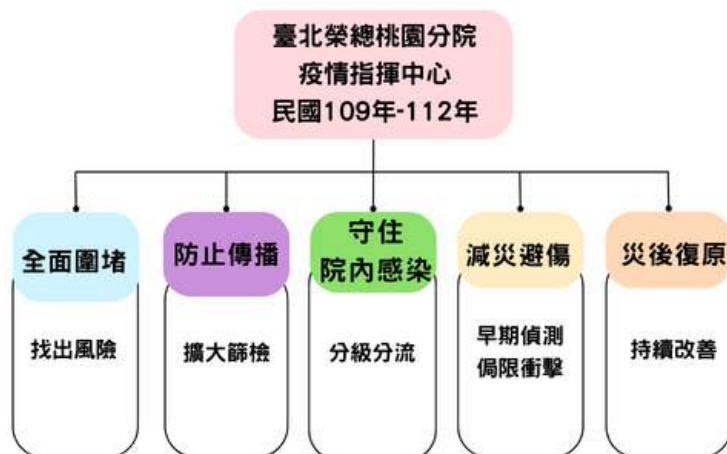 臺北榮總桃園分院
疫情指揮中心
民國109年-112年
全面圍堵
找出風險
防止傳播
擴大篩檢
守住
院內感染
分級分流
減災避傷
早期偵測
侷限衝擊
災後復原
持續改善